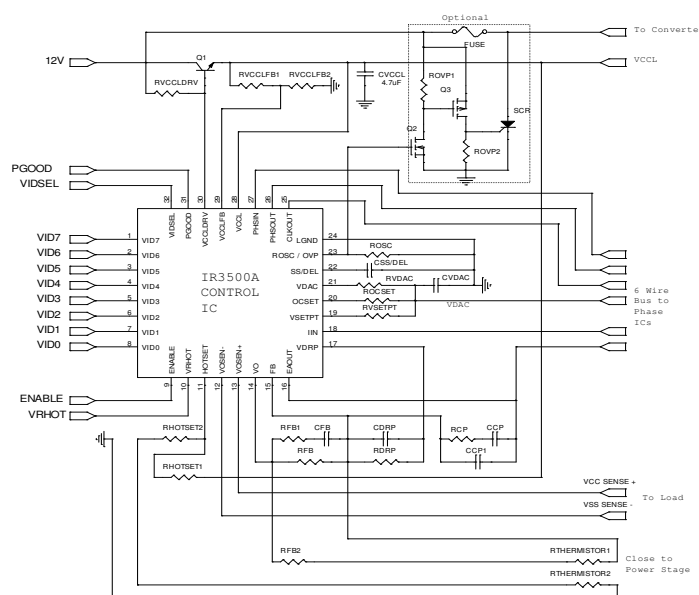 Optional
To Converte
FUSE
12V
Q1
VCCL
RVCCLDRV
RVCCLFB1
RVCCLFB2
CVCCL
4.7uF
ROVP1
Q3
SCR
Q2
ROVP2
PGOOD
VIDSEL
32
31
30
29
28
27
26
25
VIDSEL
PGOOD
VCCLDRV
VCCLFB
VCCL
PHSIN
PHSOUT
CLKOUT
VID7
1
VID7
LGND
24
VID6
2
VID6
ROSC / OVP
23
ROSC
VID5
3
VID5
SS/DEL
22
CSS/DEL
VID4
4
VID4
VDAC
21
RVDAC
CVDAC
VID3
5
VID3
OCSET
20
ROCSET
VDAC
VID2
6
VID2
VSETPT
19
RVSETPT
VID1
7
VID1
IIN
18
VID0
8
VID0
VDRP
17
IR3500A
CONTROL
IC
6 Wire
Bus to
Phase
ICs
ENABLE
VRHOT
HOTSET
VOSEN-
VOSEN+
VO
FB
EAOUT
9
10
11
12
13
14
15
16
ENABLE
VRHOT
RHOTSET2
RFB1
CFB
CDRP
RCP
CCP
RFB
RDRP
CCP1
RHOTSET1
VCC SENSE +
To Load
VSS SENSE -
RFB2
RTHERMISTOR1
Close to
Power Stage
RTHERMISTOR2